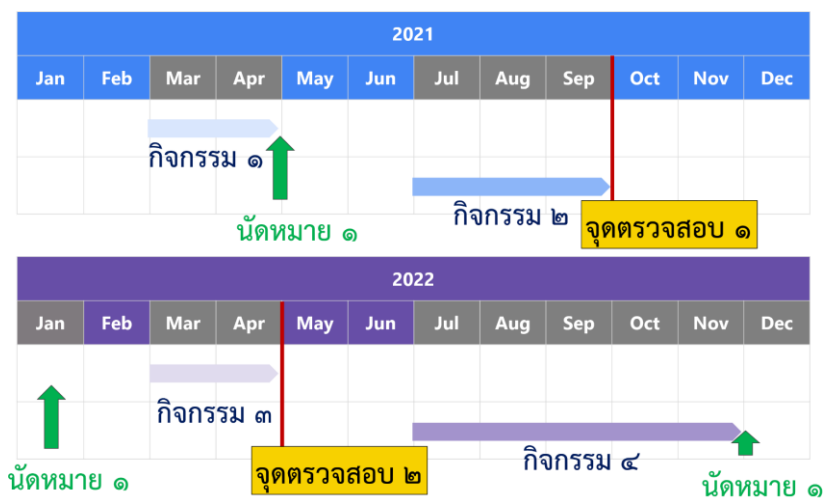 2021
Jan Feb Mar Apr May Jun Jul Aug Sep Oct Nov Dec
กิจกรรม ๑
กิจกรรม ๒
นัดหมาย ๑
จุดตรวจสอบ ๑
2022
Jan Feb Mar Apr May Jun Jul Aug Sep Oct Nov Dec
กิจกรรม ๓
กิจกรรม ๔
นัดหมาย ๑
จุดตรวจสอบ ๒
นัดหมาย ๑